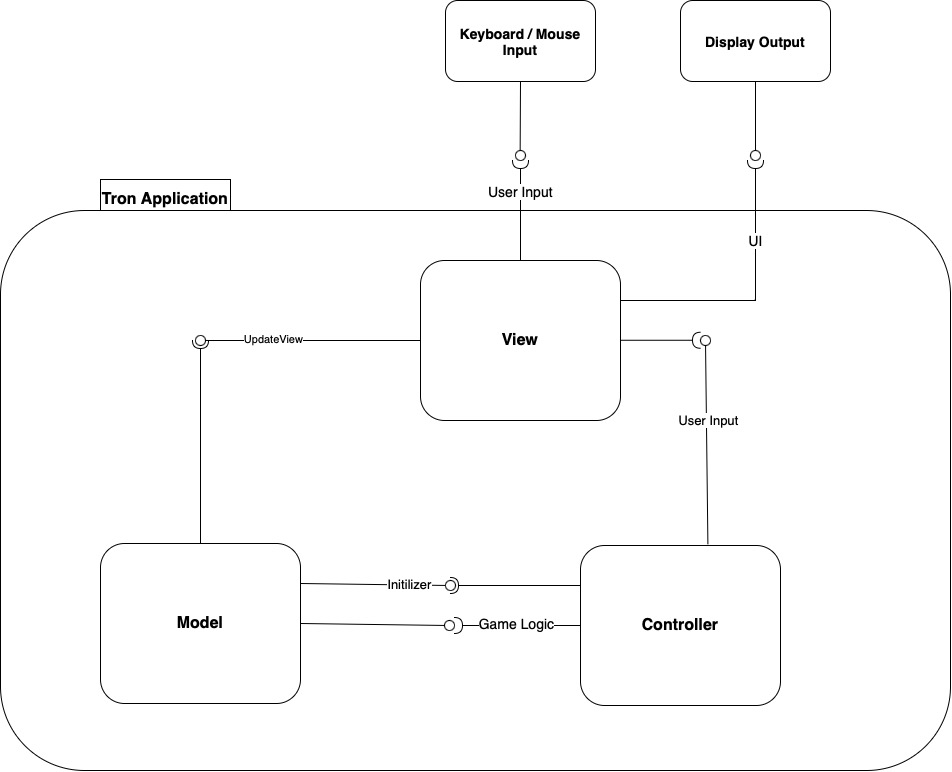 Keyboard / Mouse
Input
Display Output
User Input
Tron Application
UI
UpdateView
View
User Input
Initilizer
Game Logic
Model
Controller